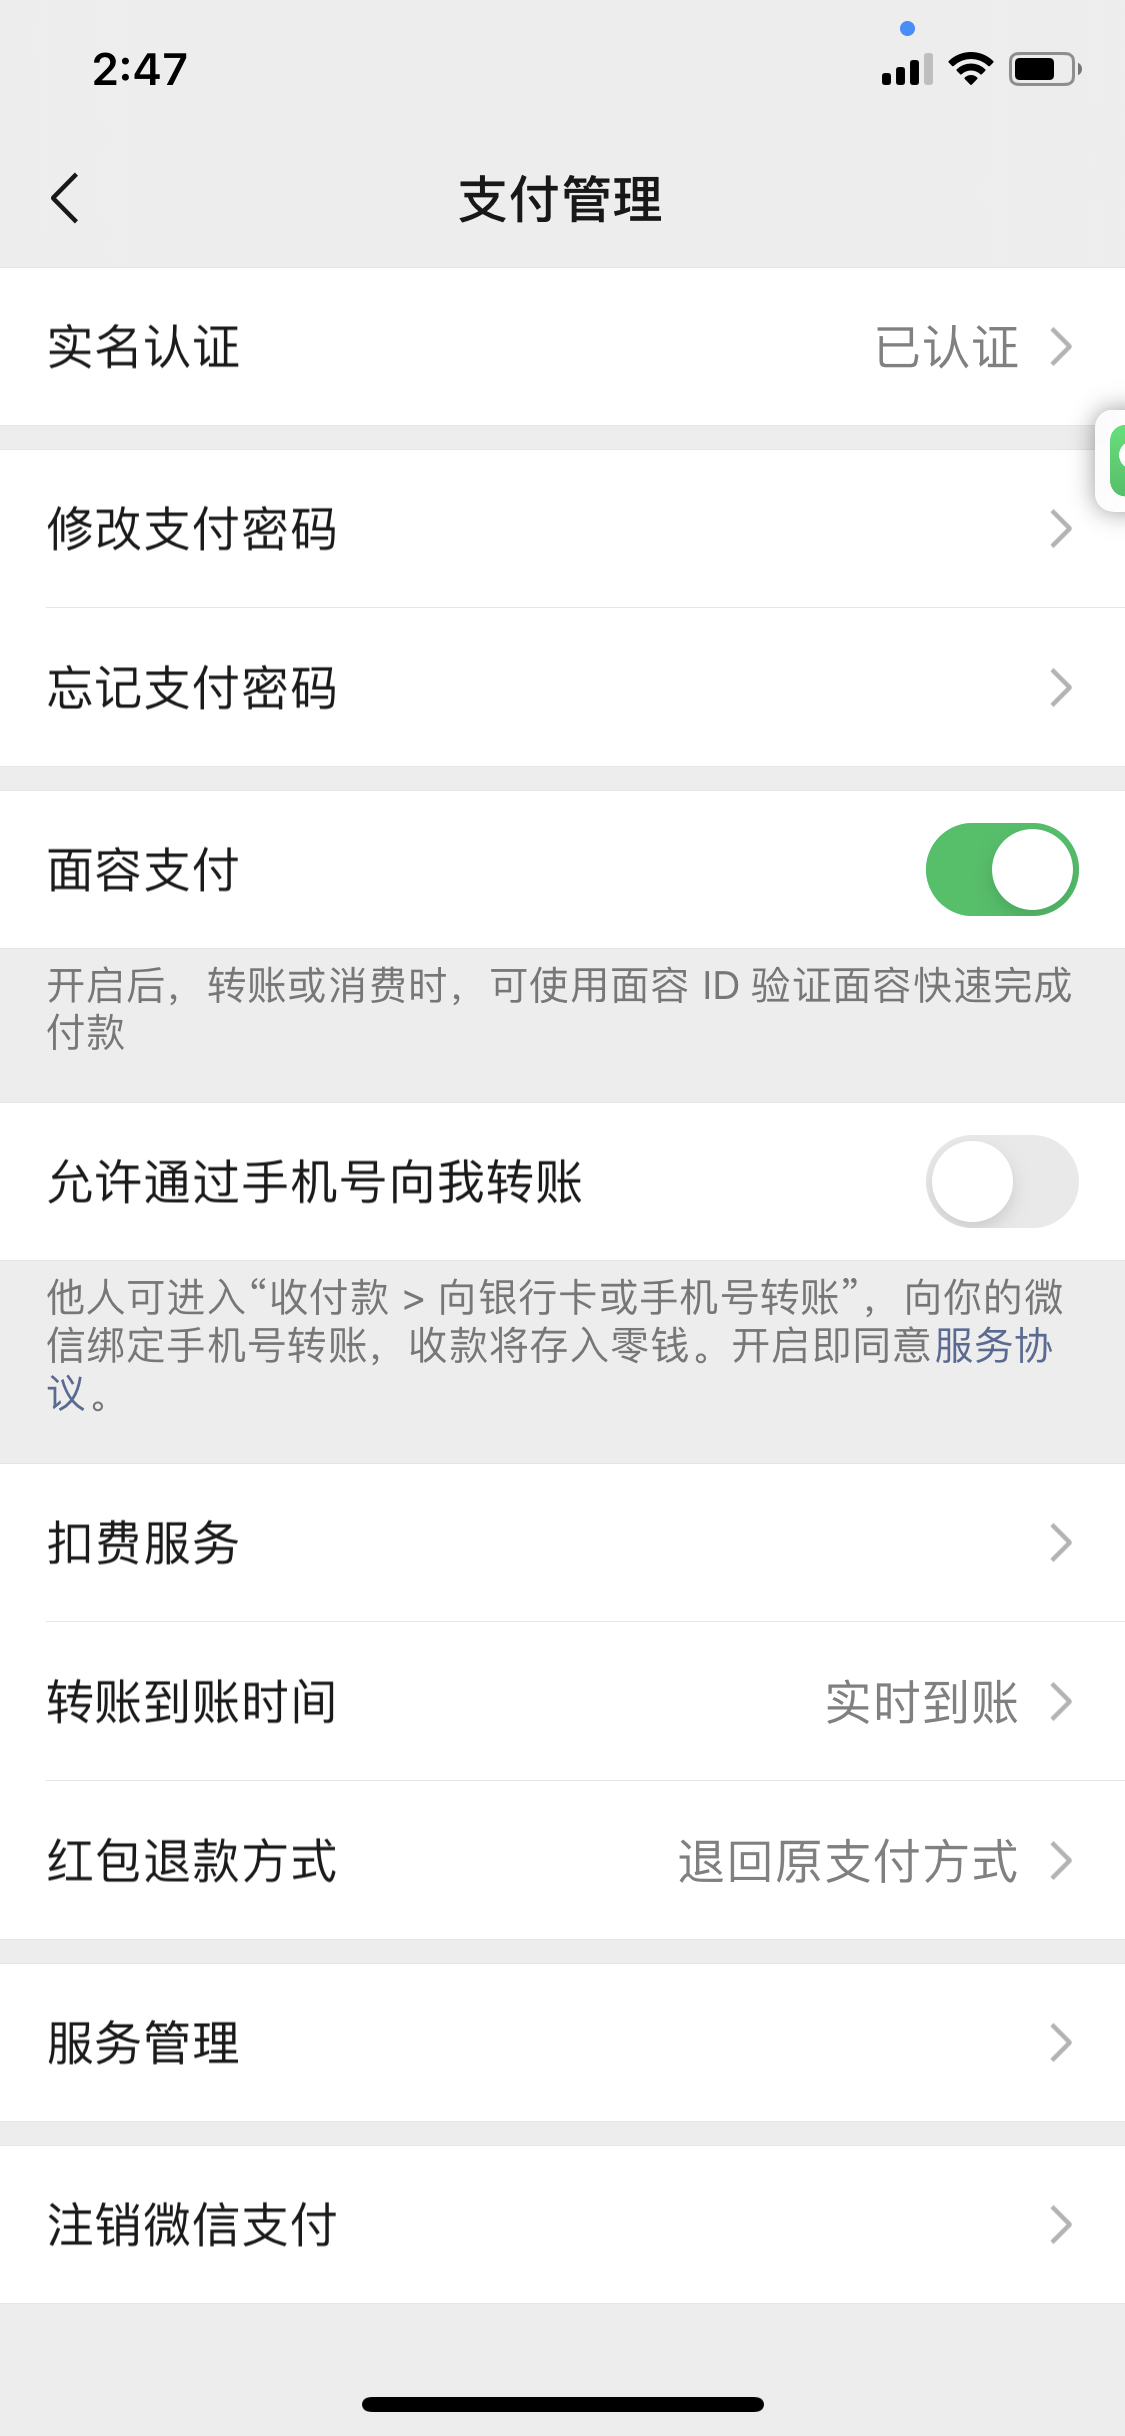 2:47
支付管理
实名认证 已认证
修改支付密码
忘记支付密码
面容支付
开启后，转账或消费时，可使用面容 ID 验证面容快速完成
付款
允许通过手机号向我转账
他人可进入“收付款 > 向银行卡或手机号转账”，向你的微
信绑定手机号转账，收款将存入零钱。开启即同意服务协
议。
扣费服务
转账到账时间 实时到账
红包退款方式 退回原支付方式
服务管理
注销微信支付